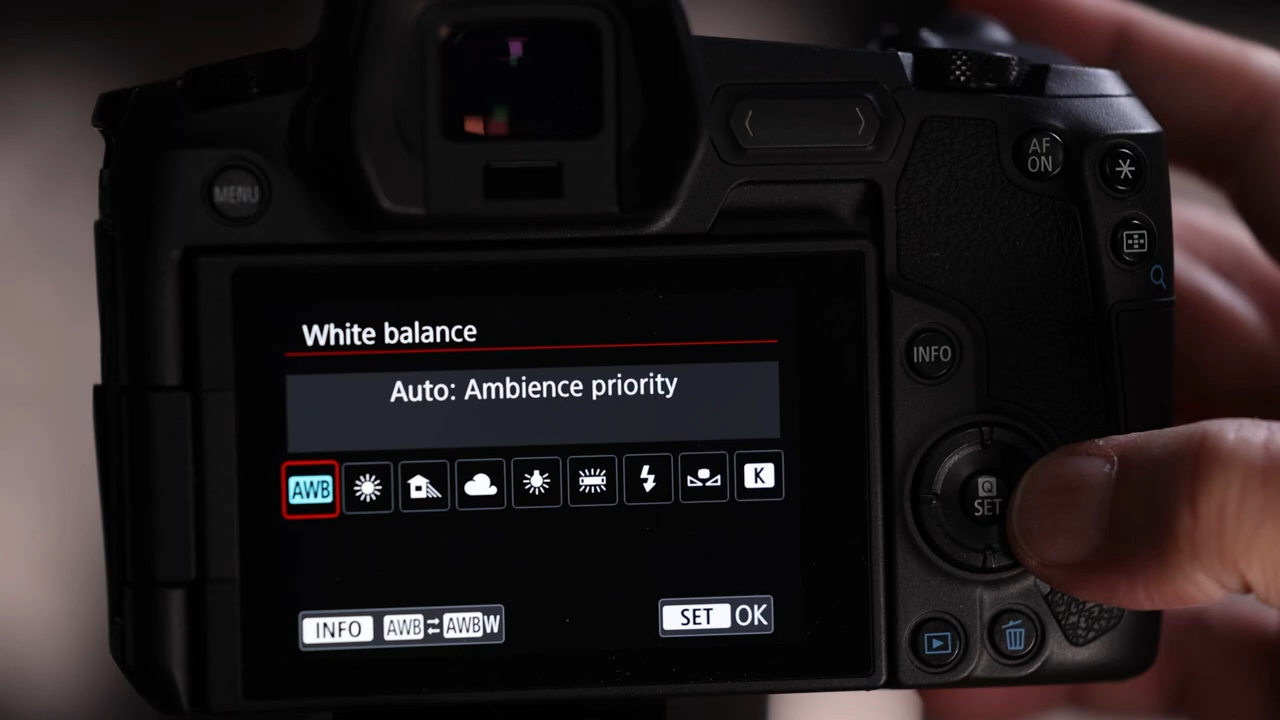 MENU
AF
ON
White balance
Auto: Ambience priority
INFO
AWB
K
Q
SET
INFO AWB AWBW
SET OK